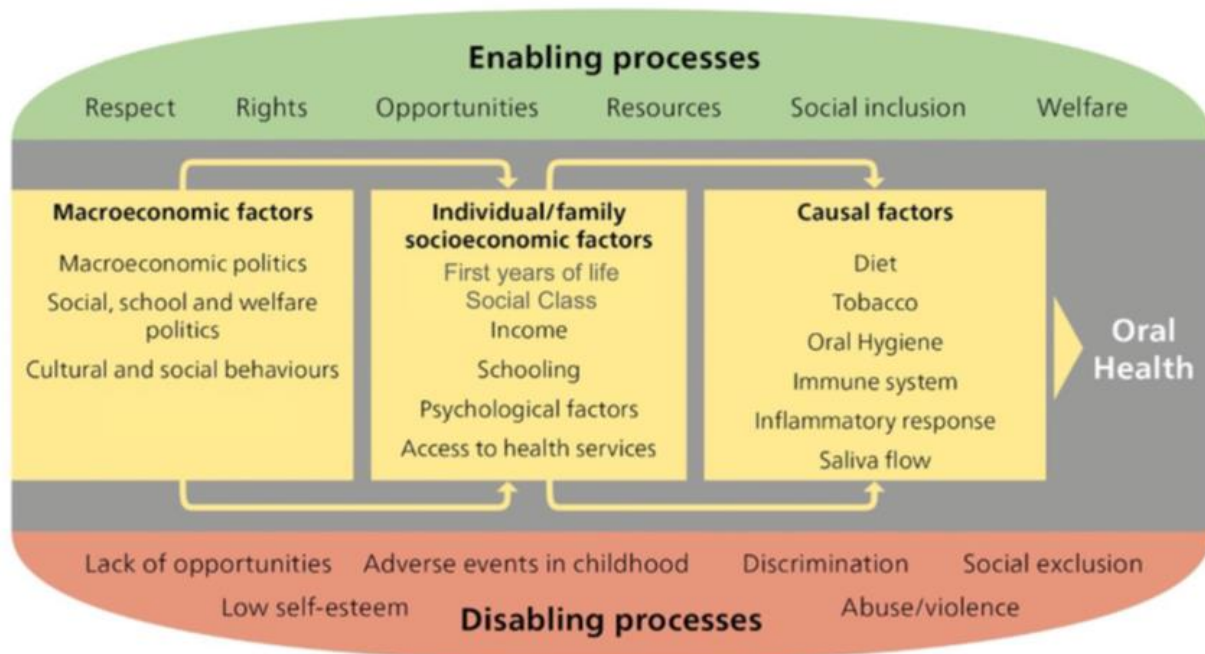 Enabling processes
Respect Rights Opportunities Resources Social inclusion Welfare
Macroeconomic factors
Macroeconomic politics
Social, school and welfare
politics
Cultural and social behaviours
Individual/family
socioeconomic factors
First years of life
Social Class
Income
Schooling
Psychological factors
Access to health services
Causal factors
Diet
Tobacco
Oral Hygiene
Immune system
Inflammatory response
Saliva flow
Oral
Health
Lack of opportunities Adverse events in childhood Discrimination Social exclusion
Low self-esteem Abuse/violence
Disabling processes